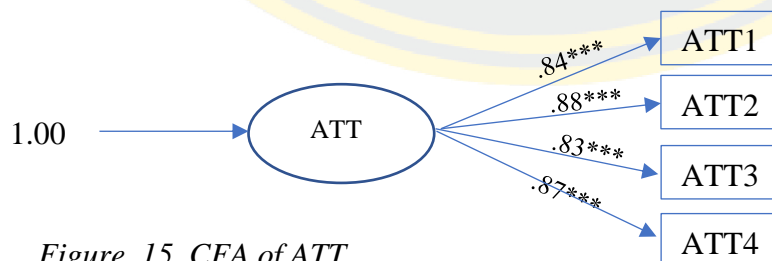 .84*** ATT1
.88*** ATT2
1.00 ATT
.83*** ATT3
.87*** ATT4
Figure 15. CFA of ATT